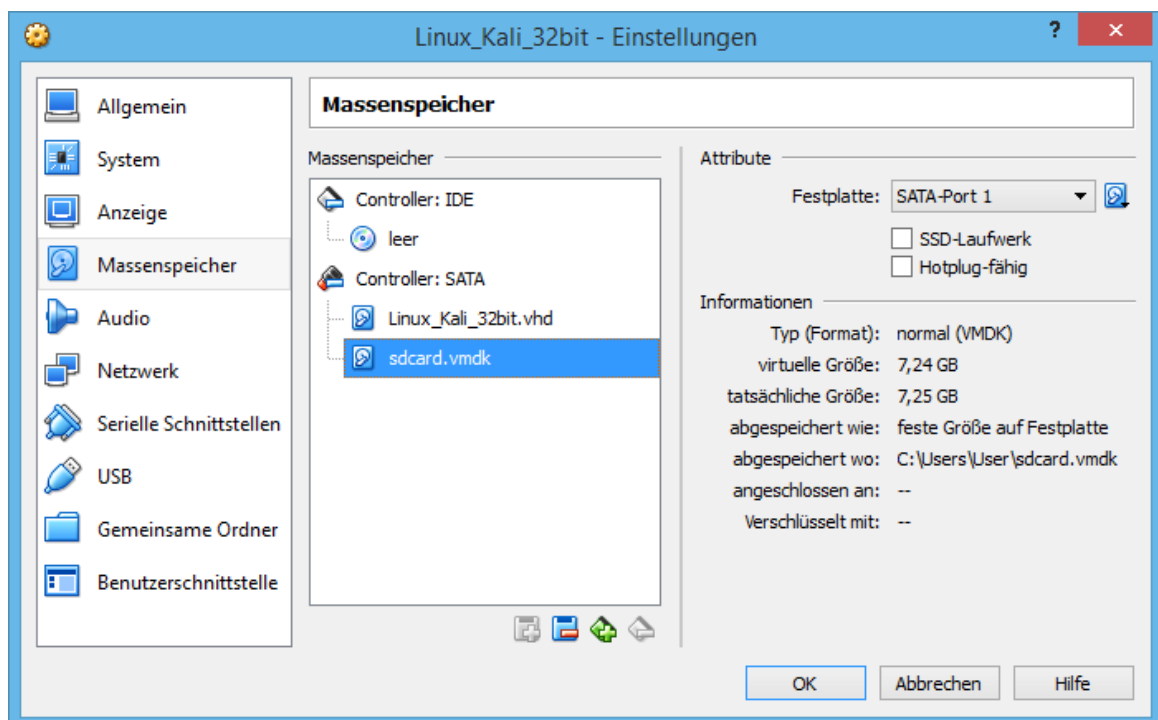 Linux_Kali_32bit - Einstellungen
?
Allgemein
System
Anzeige
Massenspeicher
Audio
Netzwerk
Serielle Schnittstellen
USB
Gemeinsame Ordner
Benutzerschnittstelle
Massenspeicher
Massenspeicher
Controller: IDE
leer
Controller: SATA
Linux_Kali_32bit.vhd
sdcard.vmdk
Attribute
Festplatte: SATA-Port 1
SSD-Laufwerk
Hotplug-fähig
Informationen
Typ (Format): normal (VMDK)
virtuelle Größe: 7,24 GB
tatsächliche Größe: 7,25 GB
abgespeichert wie: feste Größe auf Festplatte
abgespeichert wo: C:\Users\User\sdcard.vmdk
angeschlossen an: --
Verschlüsselt mit: --
OK Abbrechen Hilfe